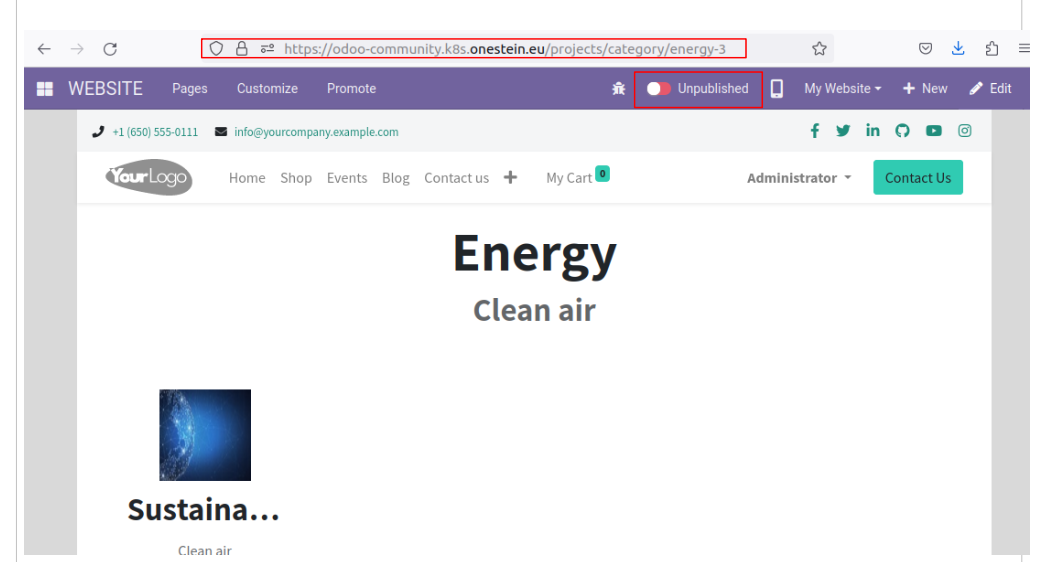 https://odoo-community.k8s.onestein.eu/projects/category/energy-3
WEBSITE Pages Customize Promote Unpublished My Website + New Edit
+1 (650) 555-0111 info@yourcompany.example.com
YourLogo Home Shop Events Blog Contact us + My Cart 0 Administrator Contact Us
Energy
Clean air
Sustaina...
Clean air